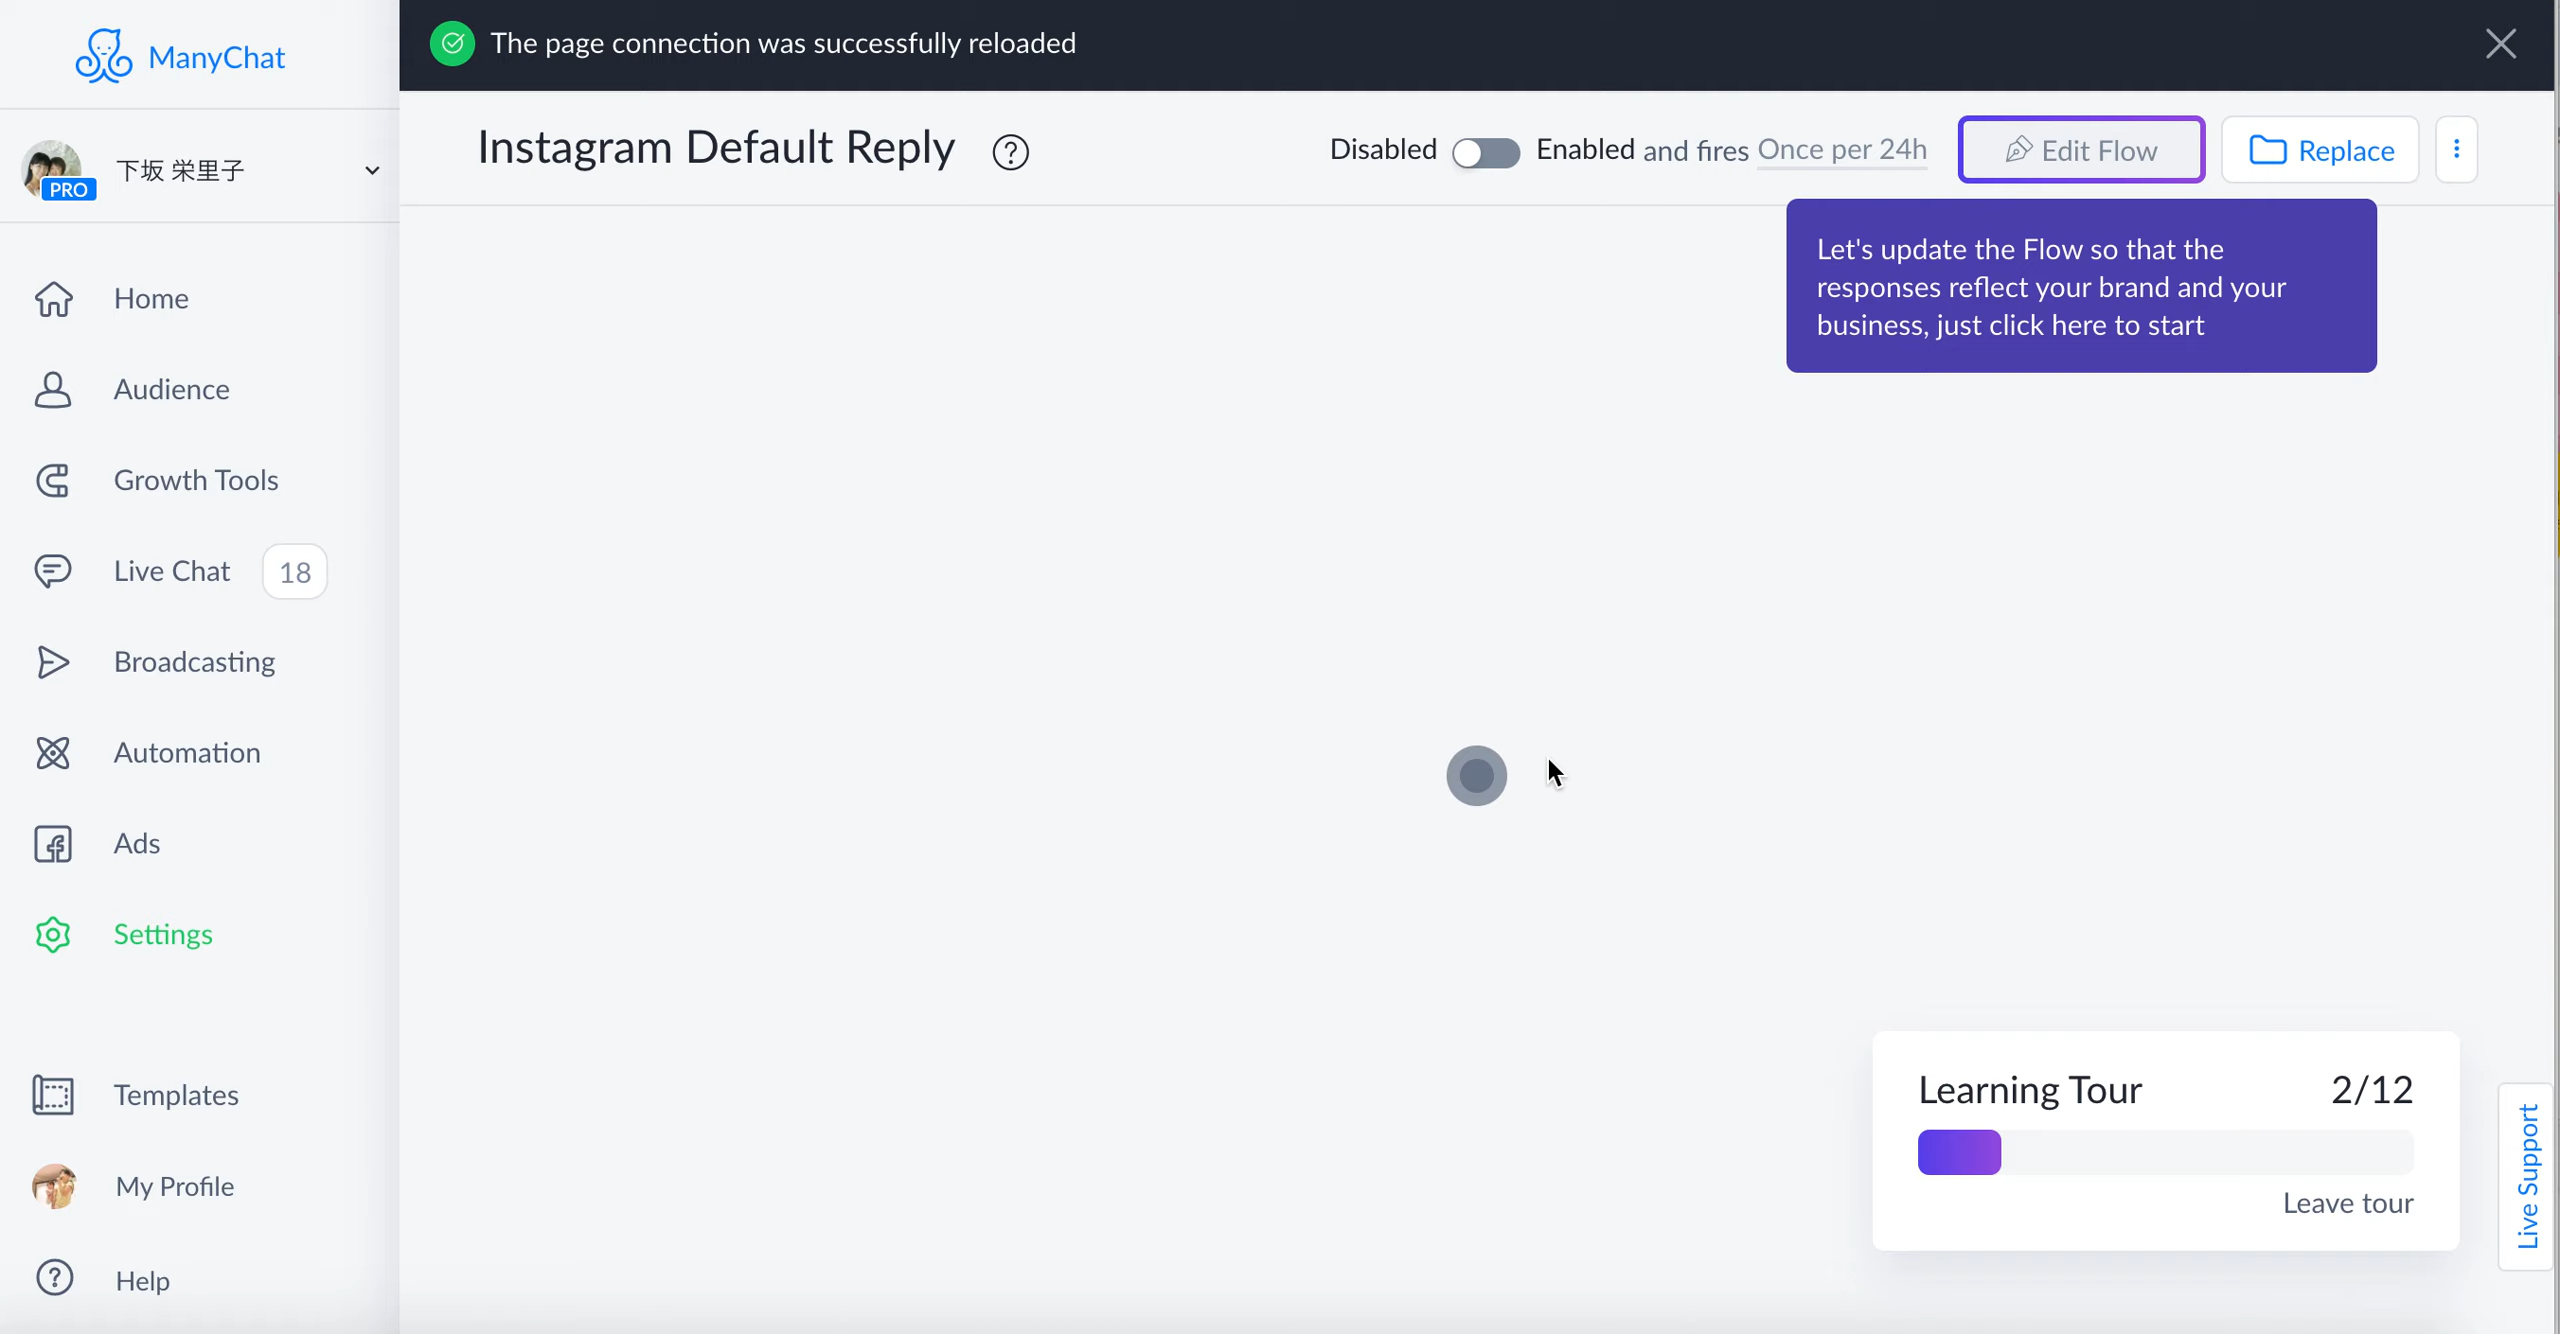 ManyChat
The page connection was successfully reloaded
PRO
下坂 栄里子
Instagram Default Reply
?
Disabled
Enabled and fires Once per 24h
Edit Flow
Replace
Let's update the Flow so that the
responses reflect your brand and your
business, just click here to start
Home
Audience
Growth Tools
Live Chat 18
Broadcasting
Automation
Ads
Settings
Templates
My Profile
? Help
Learning Tour 2/12
Leave tour
Live Support